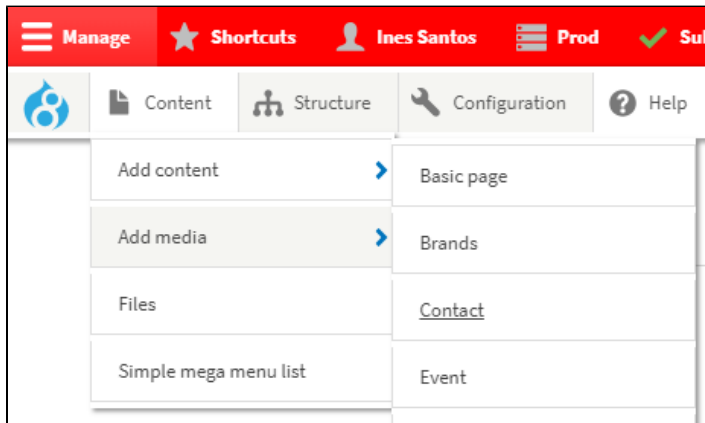 Manage Shortcuts Ines Santos Prod
Content Structure Configuration Help
Add content
Basic page
Add media
Brands
Files
Contact
Simple mega menu list
Event